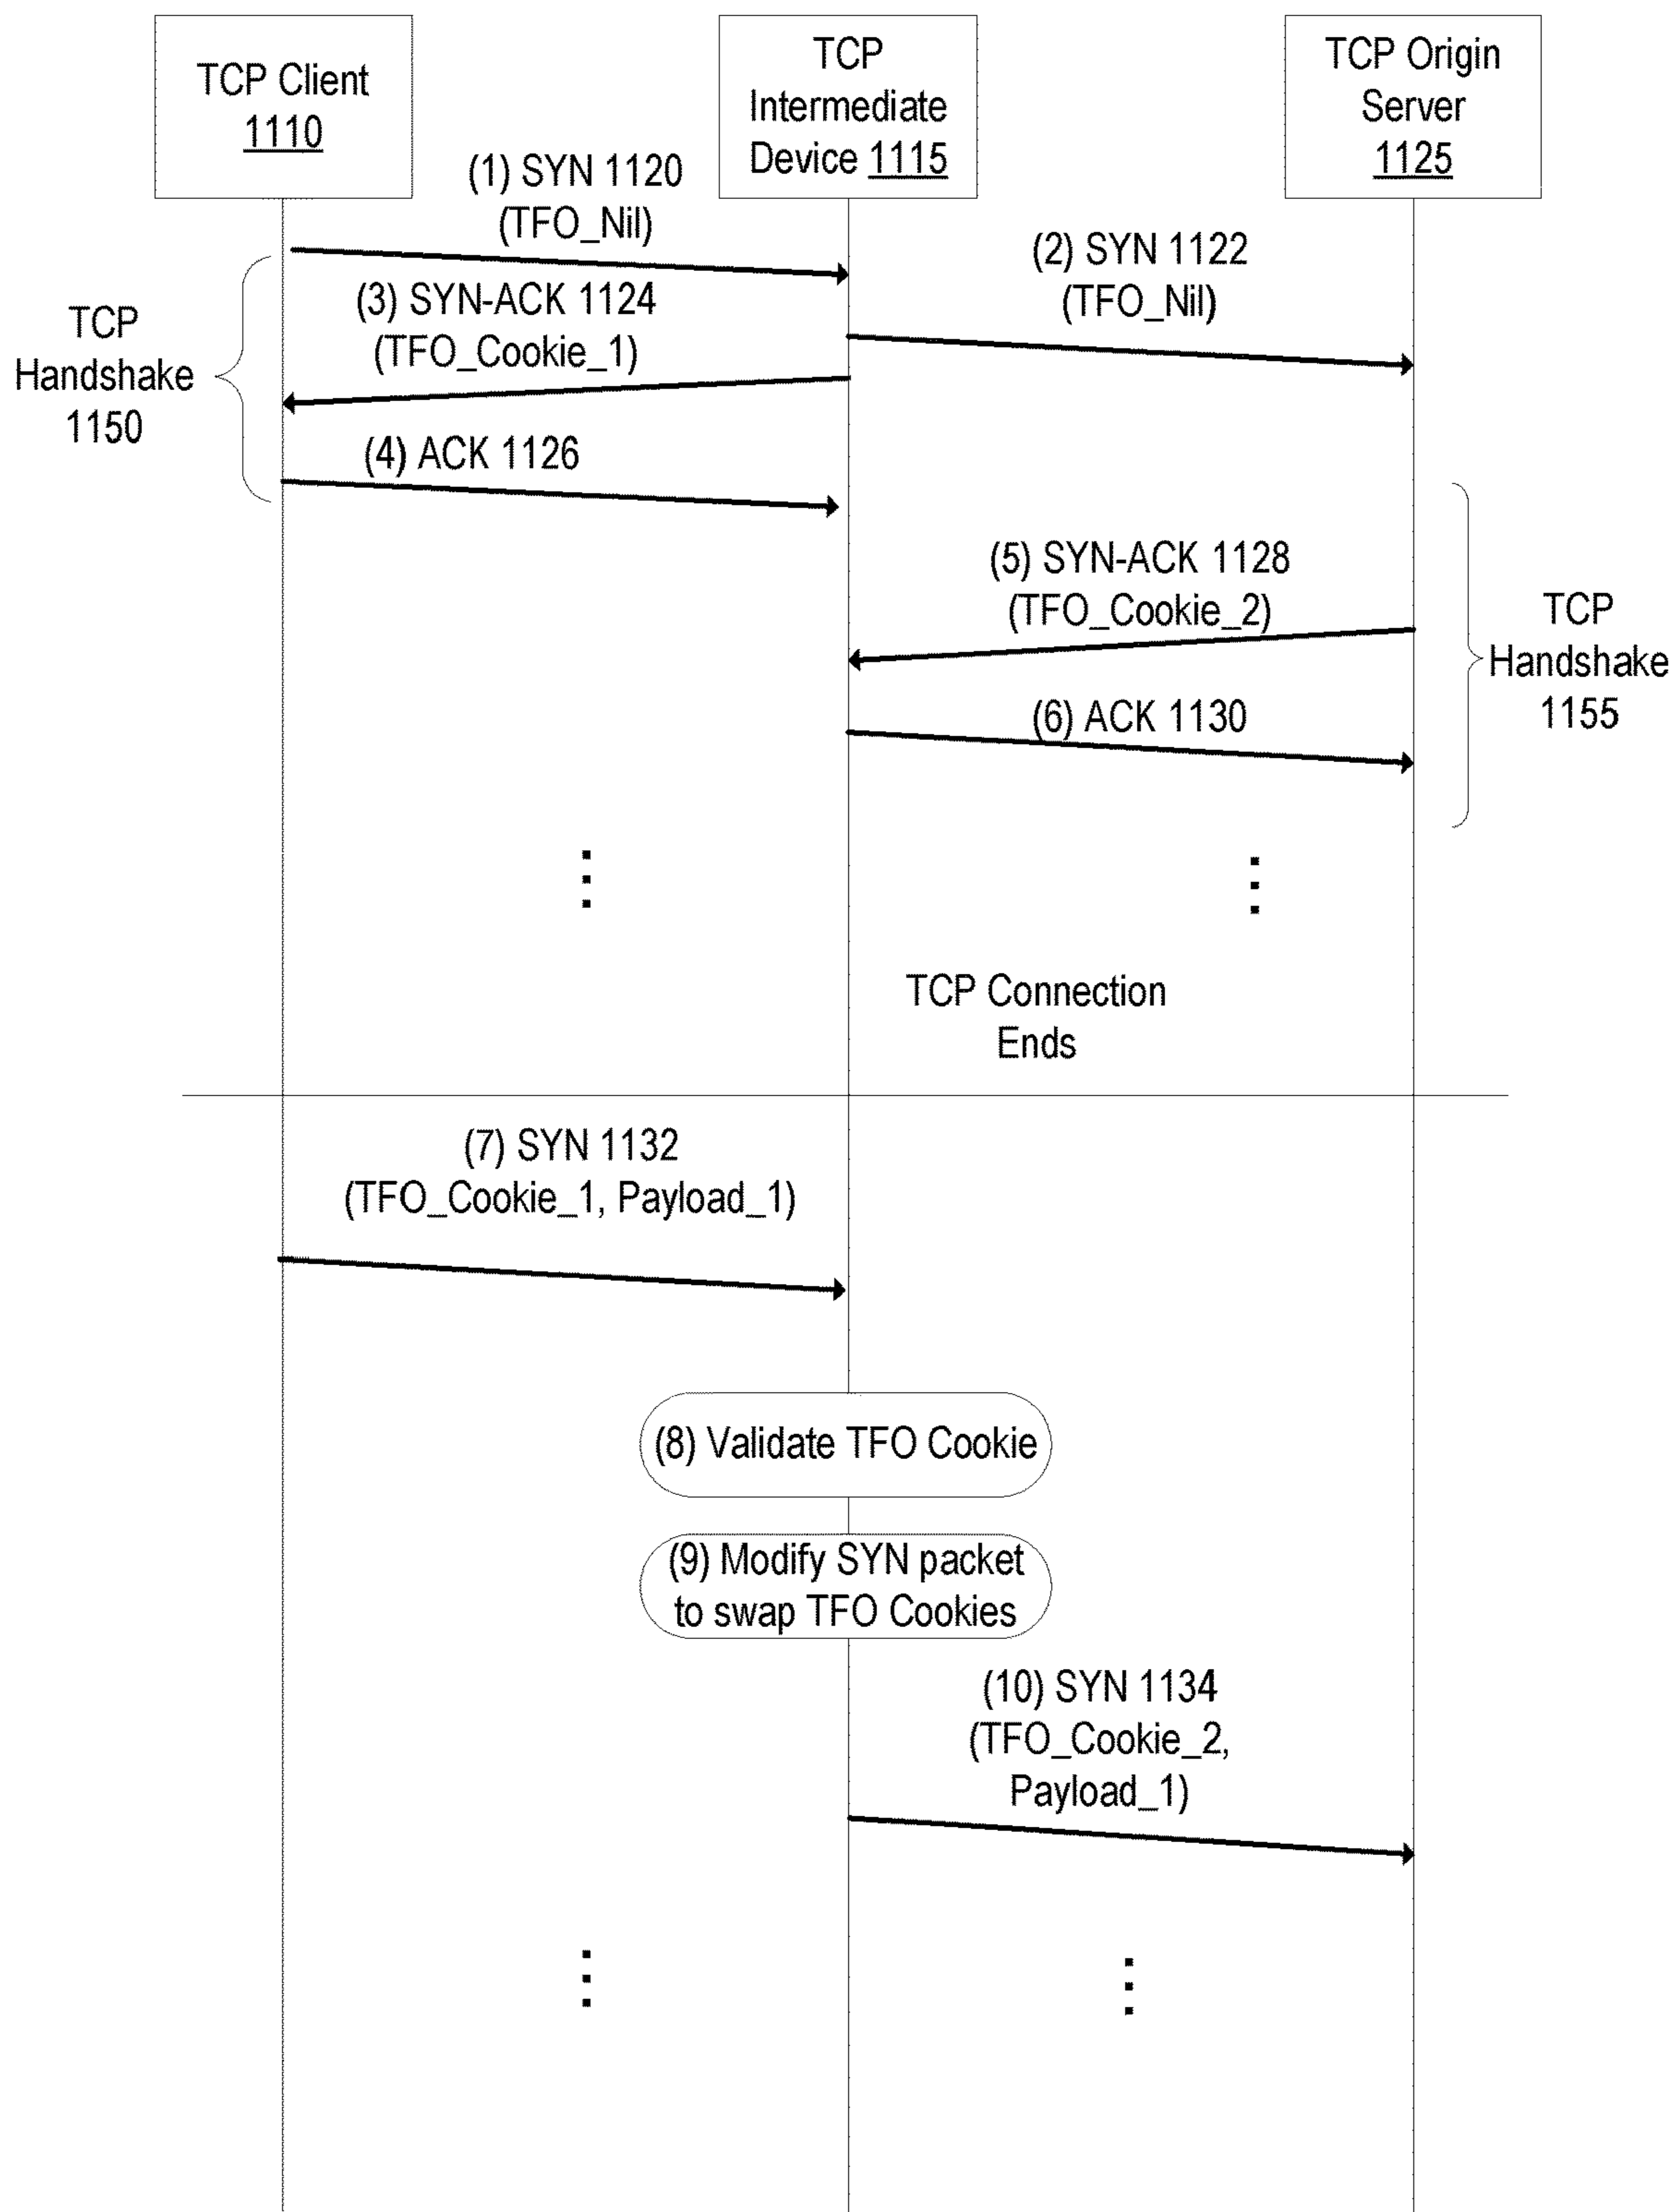 TCP Client
1110
TCP
Intermediate
Device 1115
TCP Origin
Server
1125
(1) SYN 1120
(TFO_Nil)
(2) SYN 1122
(TFO_Nil)
(3) SYN-ACK 1124
(TFO_Cookie_1)
TCP
Handshake
1150
(4) ACK 1126
(5) SYN-ACK 1128
(TFO_Cookie_2)
TCP
Handshake
1155
(6) ACK 1130
TCP Connection
Ends
(7) SYN 1132
(TFO_Cookie_1, Payload_1)
(8) Validate TFO Cookie
(9) Modify SYN packet
to swap TFO Cookies
(10) SYN 1134
(TFO_Cookie_2,
Payload_1)